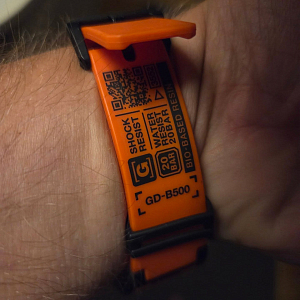 SHOCK
RESIST
WATER
RESIST
20BAR
BIO-BASED RESIN
G
20
BAR
GD-B500